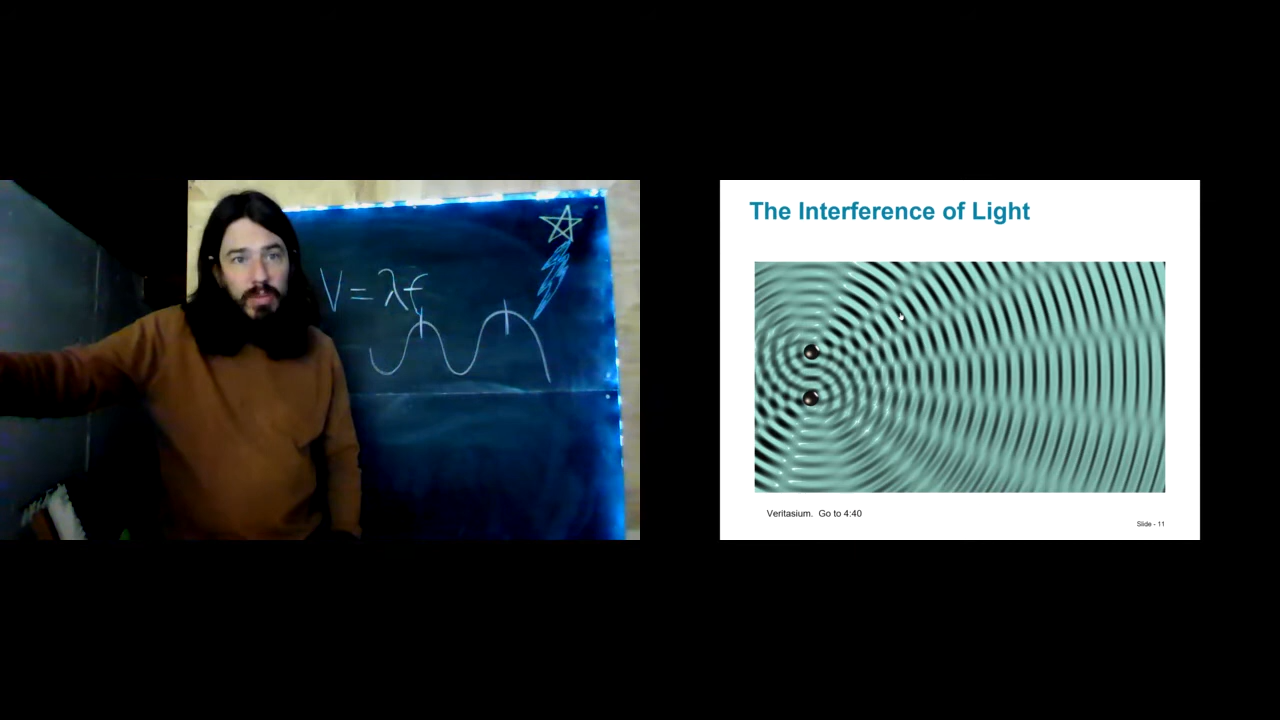 V = λf
The Interference of Light
Veritasium. Go to 4:40
Slide - 11